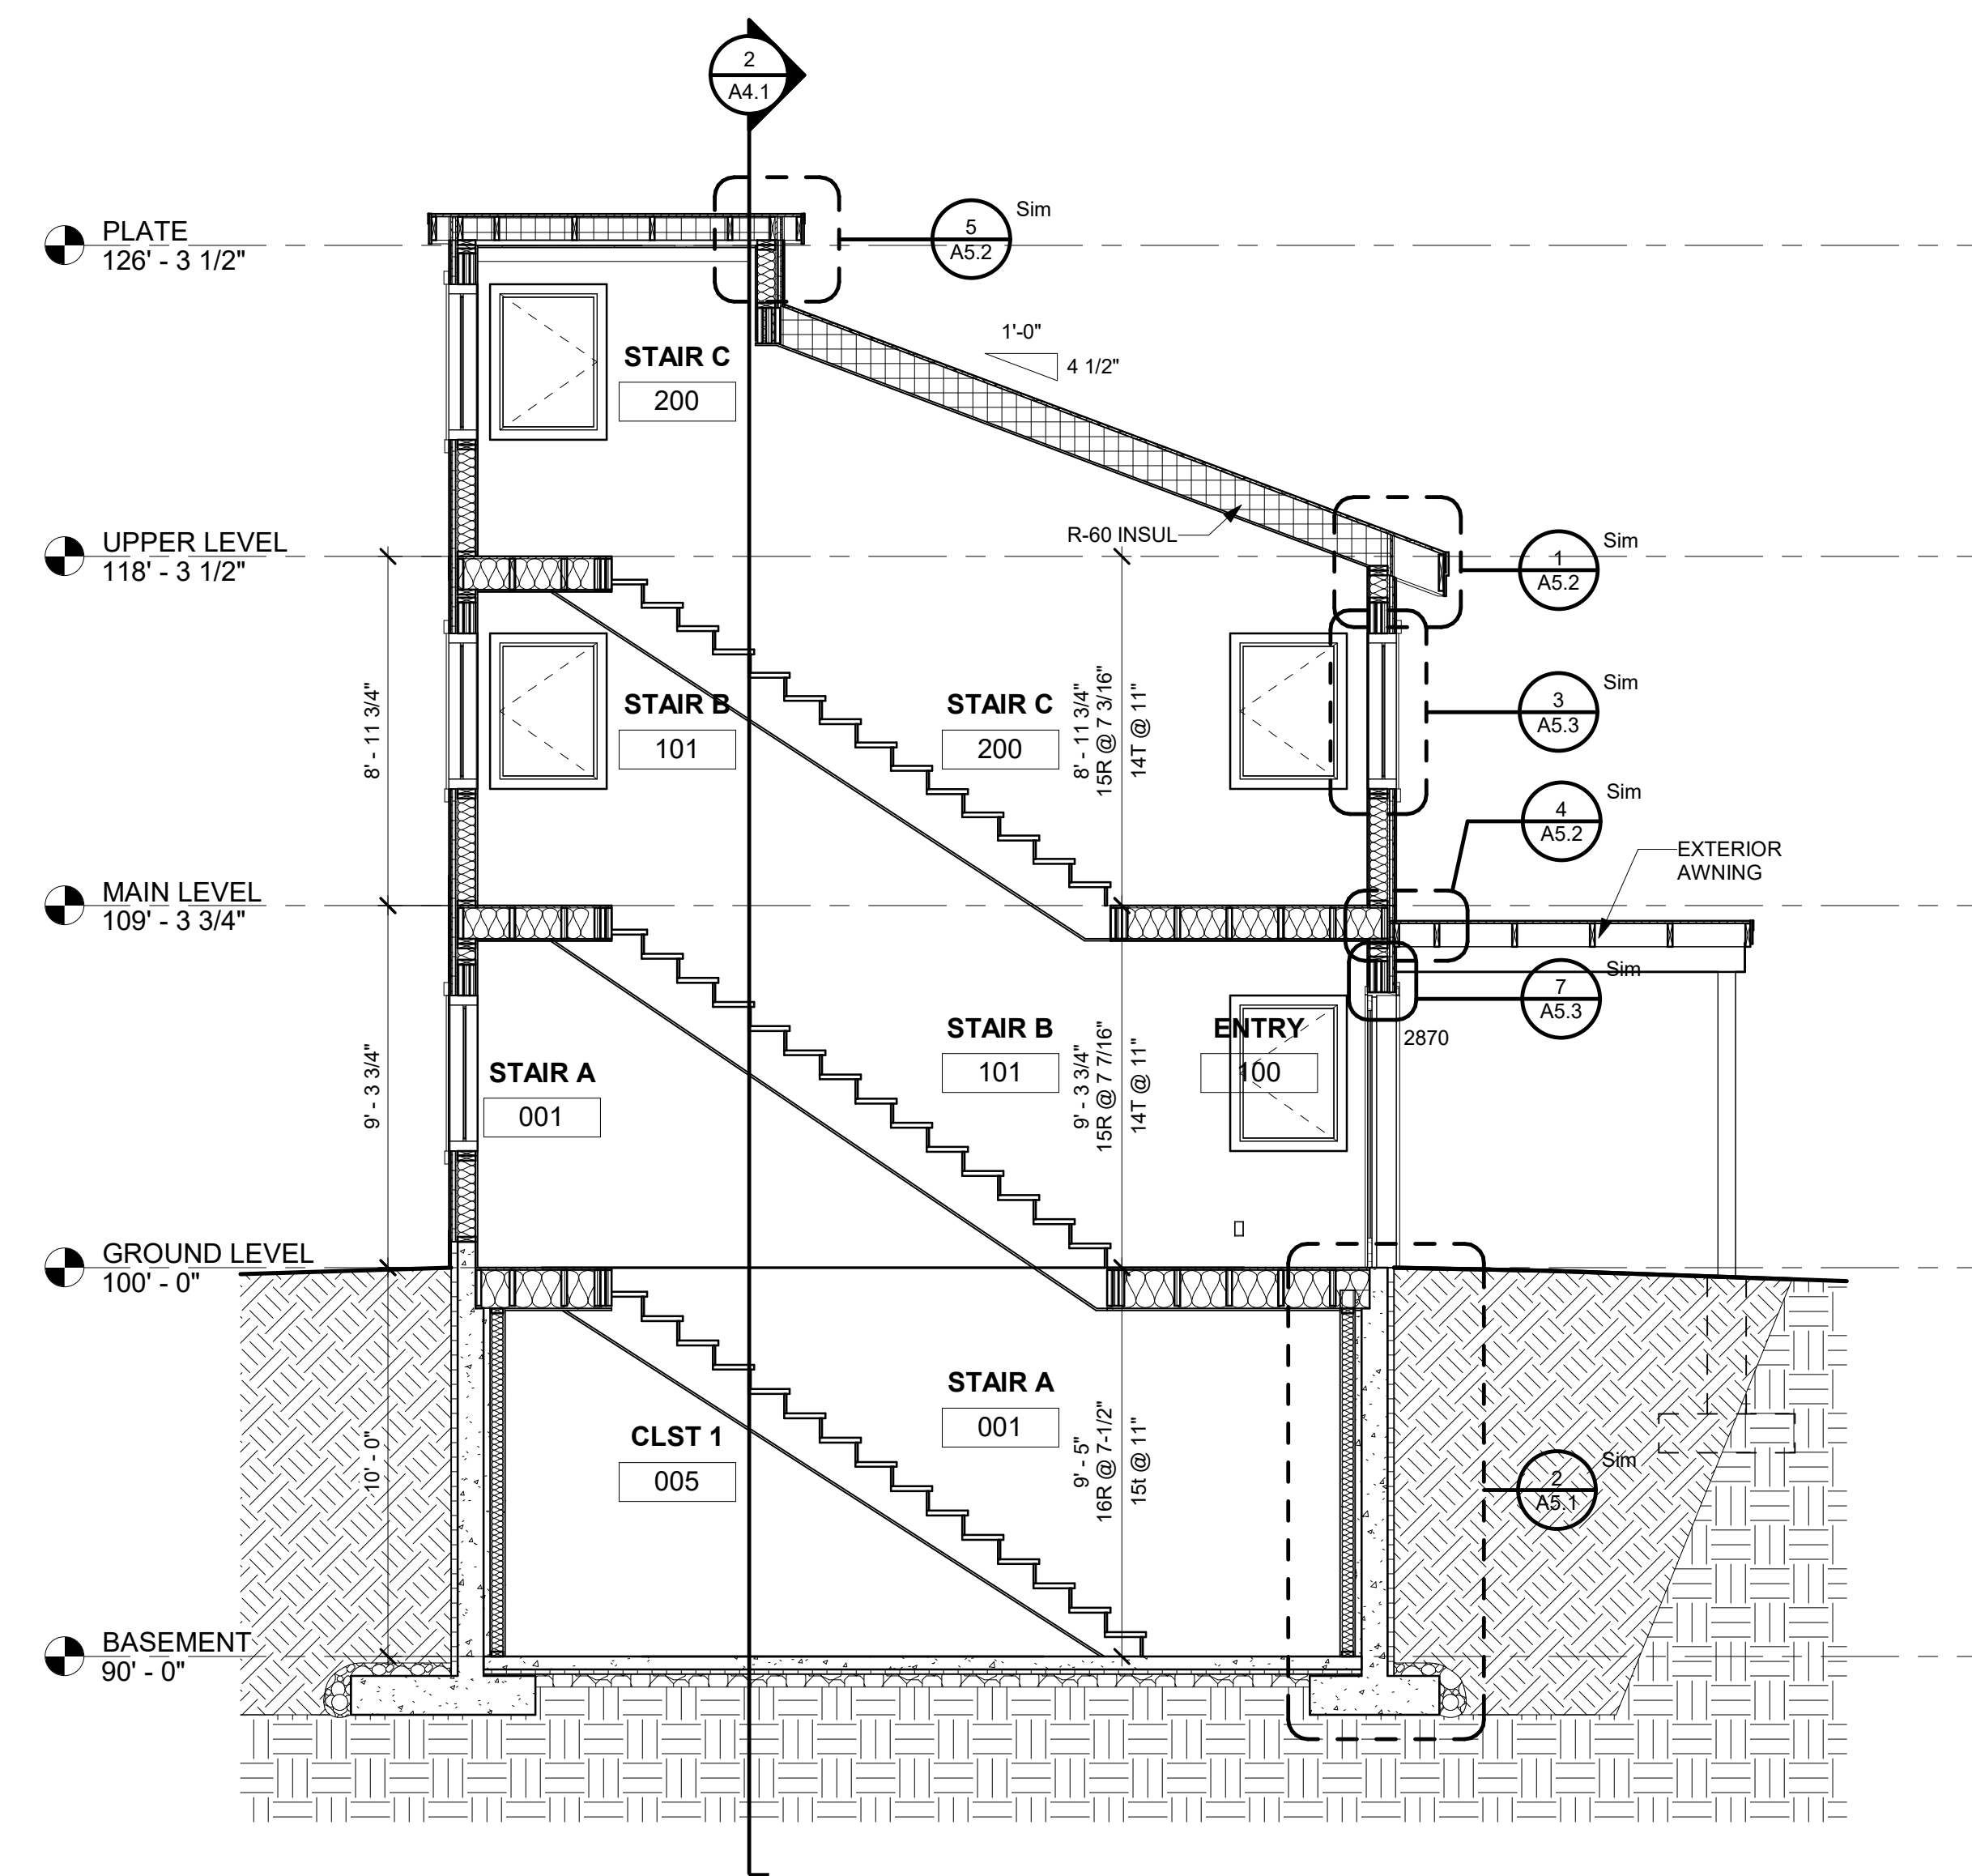 2
A4.1
PLATE
126' - 3 1/2"
5
A5.2
Sim
STAIR C
200
1'-0"
4 1/2"
R-60 INSUL
UPPER LEVEL
118' - 3 1/2"
1
A5.2
Sim
8' - 11 3/4"
STAIR B
101
STAIR C
200
8' - 11 3/4"
15R @ 7 3/16"
14T @ 11"
3
A5.3
Sim
4
A5.2
Sim
EXTERIOR
AWNING
MAIN LEVEL
109' - 3 3/4"
7
A5.3
Sim
2870
9' - 3 3/4"
STAIR A
001
STAIR B
101
9' - 3 3/4"
15R @ 7 7/16"
14T @ 11"
ENTRY
100
GROUND LEVEL
100' - 0"
10' - 0"
CLST 1
005
STAIR A
001
9' - 5"
16R @ 7-1/2"
15t @ 11"
2
A5.1
Sim
BASEMENT
90' - 0"